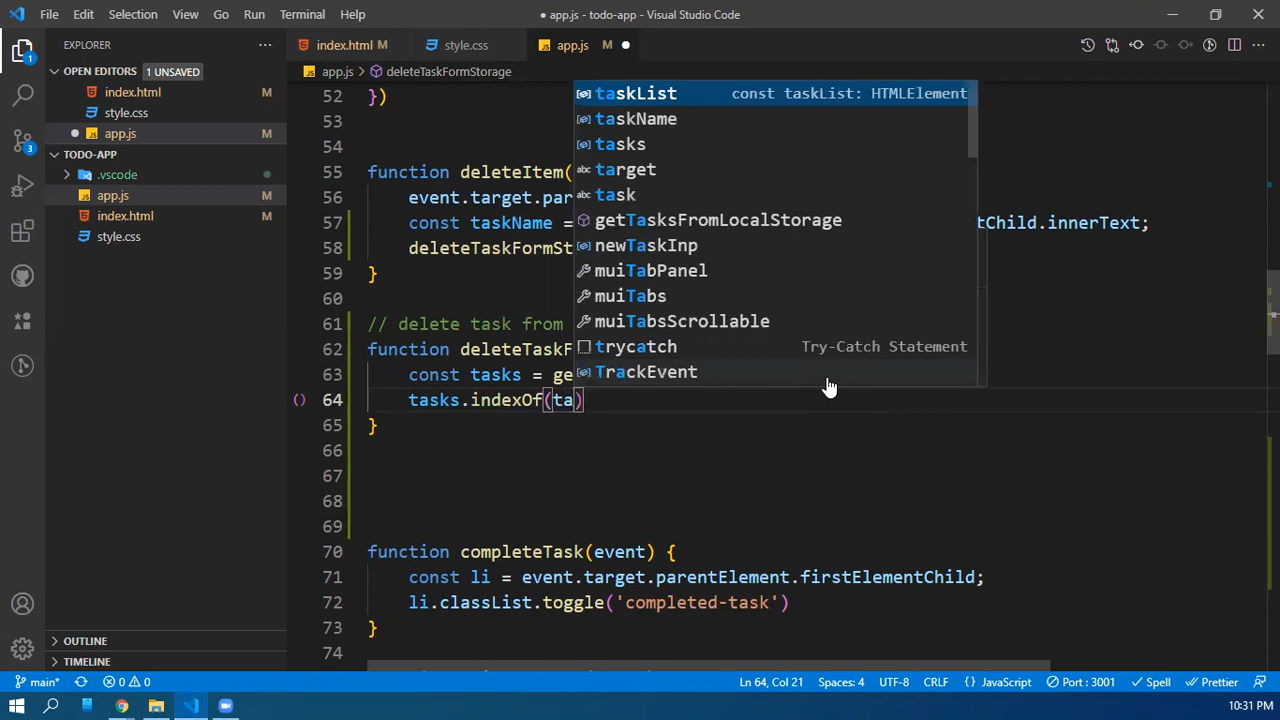 File Edit Selection View Go Run Terminal Help
● app.js - todo-app - Visual Studio Code
EXPLORER
index.html M
style.css
app.js M
OPEN EDITORS 1 UNSAVED
index.html M
style.css
app.js M
TODO-APP
.vscode
app.js M
index.html M
style.css
OUTLINE
TIMELINE
1
3
app.js > deleteTaskFormStorage
52 })
53
54
55 function deleteItem(
56 event.target.par
57 const taskName = tChild.innerText;
58 deleteTaskFormSt
59 }
60
61 // delete task from
62 function deleteTaskF
63 const tasks = ge
64 tasks.indexOf(ta)
65 }
66
67
68
69
70 function completeTask(event) {
71 const li = event.target.parentElement.firstElementChild;
72 li.classList.toggle('completed-task')
73 }
74
taskList const taskList: HTMLElement
taskName
tasks
abc target
abc task
getTasksFromLocalStorage
newTaskInp
muiTabPanel
muiTabs
muiTabsScrollable
trycatch Try-Catch Statement
TrackEvent
main* 0 0 Ln 64, Col 21 Spaces: 4 UTF-8 CRLF {} JavaScript Port : 3001 Spell Prettier
10:31 PM